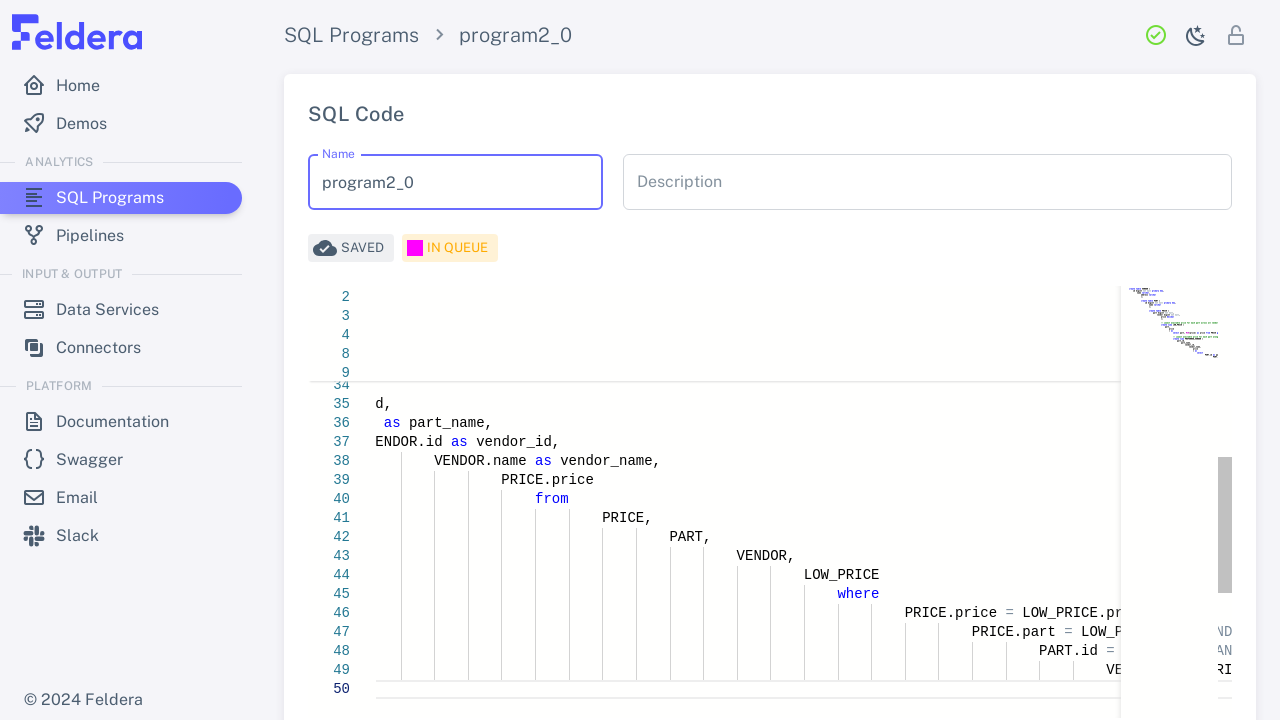 Feldera
SQL Programs
program2_0
Home
Demos
ANALYTICS
SQL Programs
Pipelines
INPUT & OUTPUT
Data Services
Connectors
PLATFORM
Documentation
Swagger
Email
Slack
© 2024 Feldera
SQL Code
Name
program2_0
Description
SAVED
IN QUEUE
2
3
4
8
9
34
35 d,
36 as part_name,
37 ENDOR.id as vendor_id,
38 VENDOR.name as vendor_name,
39 PRICE.price
40 from
41 PRICE,
42 PART,
43 VENDOR,
44 LOW_PRICE
45 where
46 PRICE.price = LOW_PRICE.pr
47 PRICE.part = LOW_P ND
48 PART.id = AN
49 VE RI
50